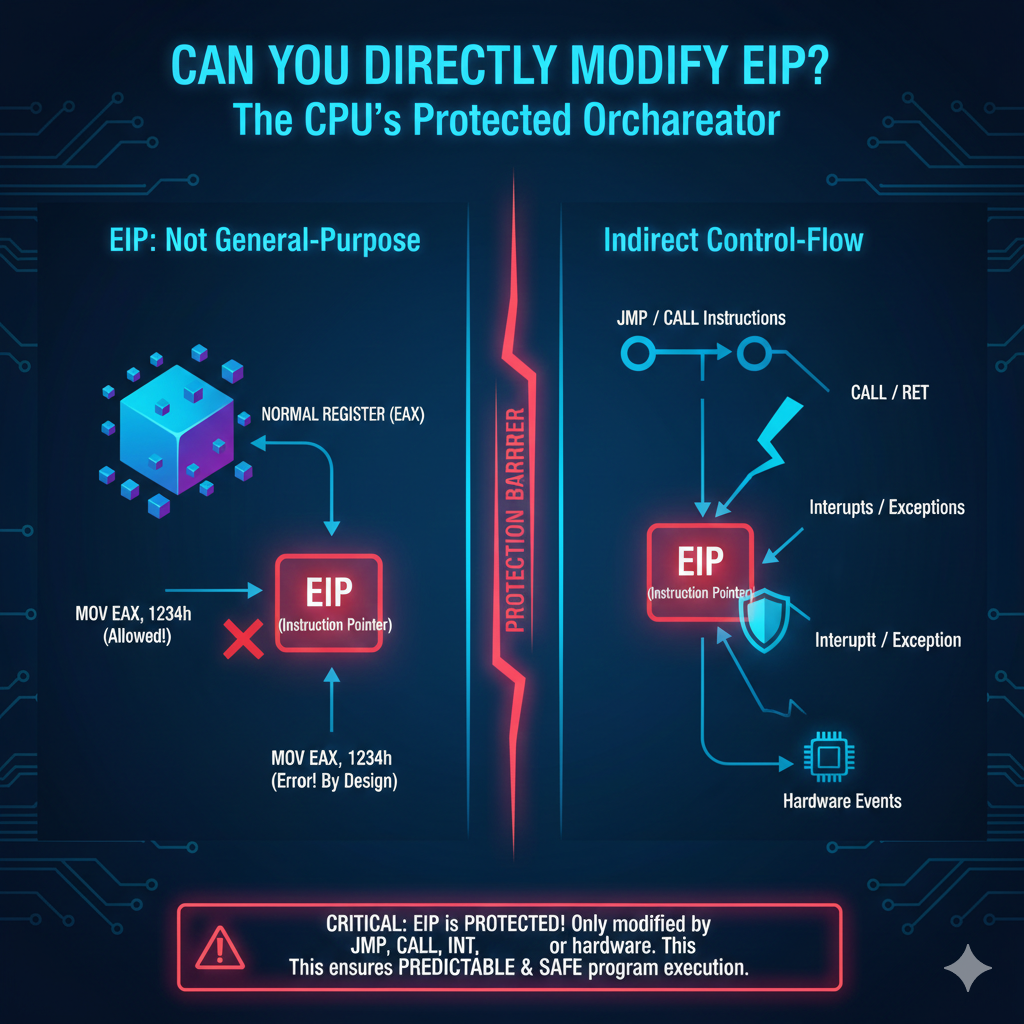 CAN YOU DIRECTLY MODIFY EIP?
The CPU's Protected Orchareator
EIP: Not General-Purpose
NORMAL REGISTER (EAX)
EIP
(Instruction Pointer)
MOV EAX, 1234h
(Allowed!)
MOV EAX, 1234h
(Error! By Design)
PROTECTION BARRRER
Indirect Control-Flow
JMP / CALL Instructions
CALL / RET
Interupts / Exceptions
EIP
(Instruction Pointer)
Interuptt / Exception
Hardware Events
CRITICAL: EIP is PROTECTED! Only modified by
JMP, CALL, INT, or hardware. This
This ensures PREDICTABLE & SAFE program execution.